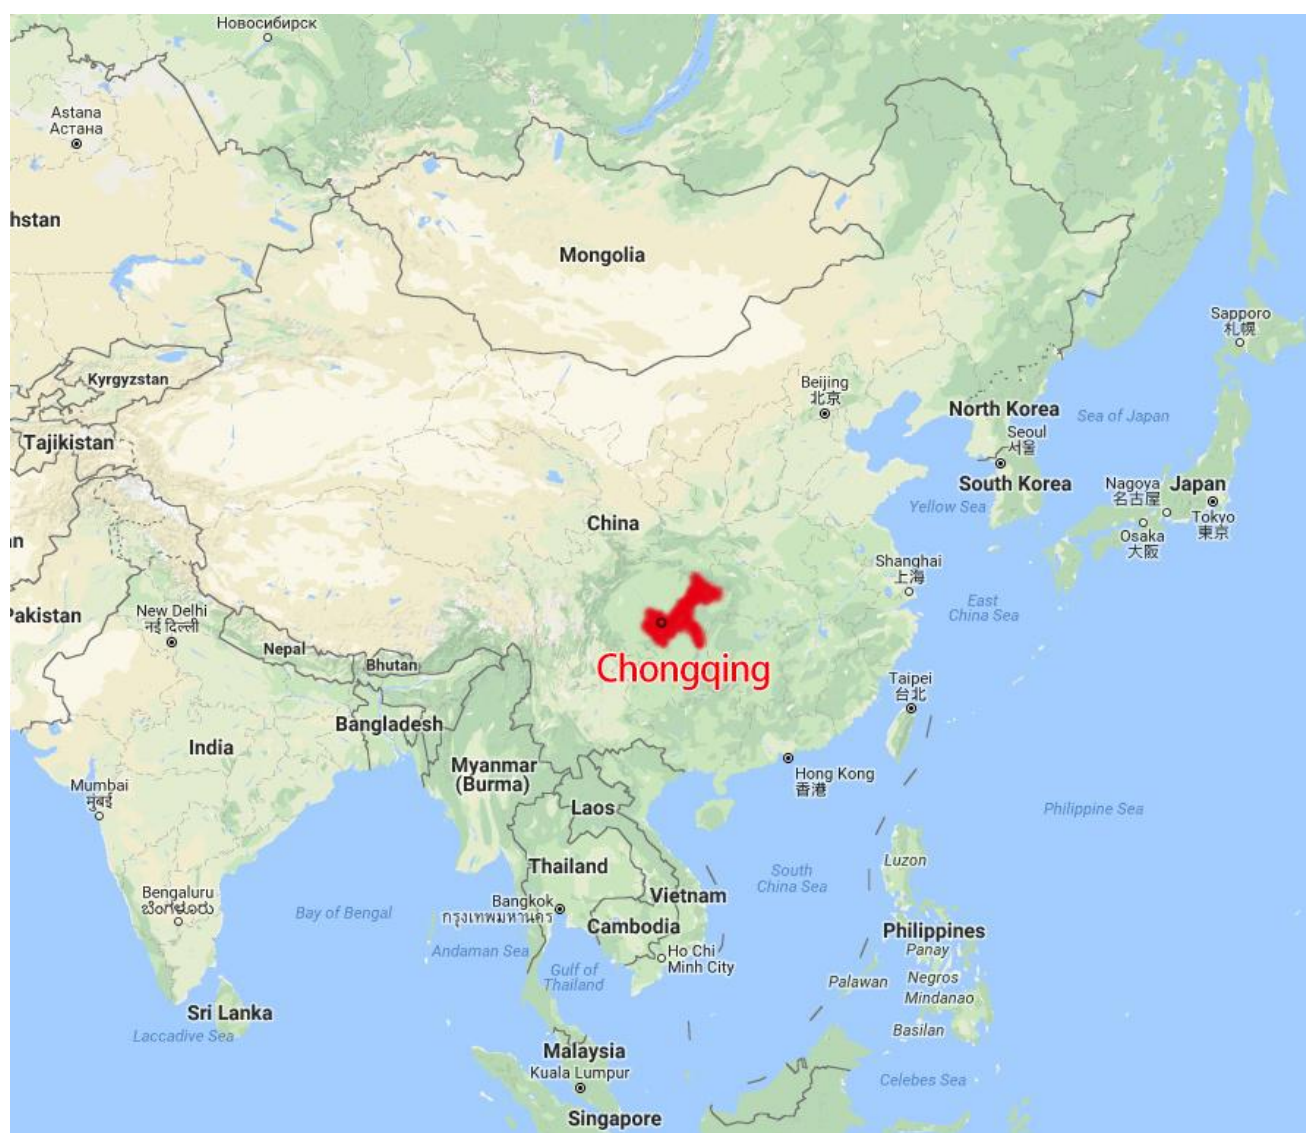 Новосибирск
Astana
Астана
hstan
Mongolia
Sapporo
札幌
Kyrgyzstan
Beijing
北京
North Korea
Sea of Japan
Tajikistan
Seoul
서울
South Korea
Nagoya
名古屋
Japan
Yellow Sea
Tokyo
東京
Osaka
大阪
China
an
Shanghai
上海
East
China Sea
Pakistan
New Delhi
नई दिल्ली
Nepal
Bhutan
Chongqing
Taipei
台北
Bangladesh
India
Myanmar
(Burma)
Hong Kong
香港
Mumbai
मुंबई
Laos
Philippine Sea
Thailand
Luzon
South
China Sea
Bengaluru
ಬೆಂಗಳೂರು
Vietnam
Bangkok
กรุงเทพมหานคร
Bay of Bengal
Cambodia
Philippines
Andaman Sea
Ho Chi
Minh City
Panay
Gulf of
Thailand
Palawan
Negros
Mindanao
Sri Lanka
Laccadive Sea
Basilan
Malaysia
Kuala Lumpur
Celebes Sea
Singapore